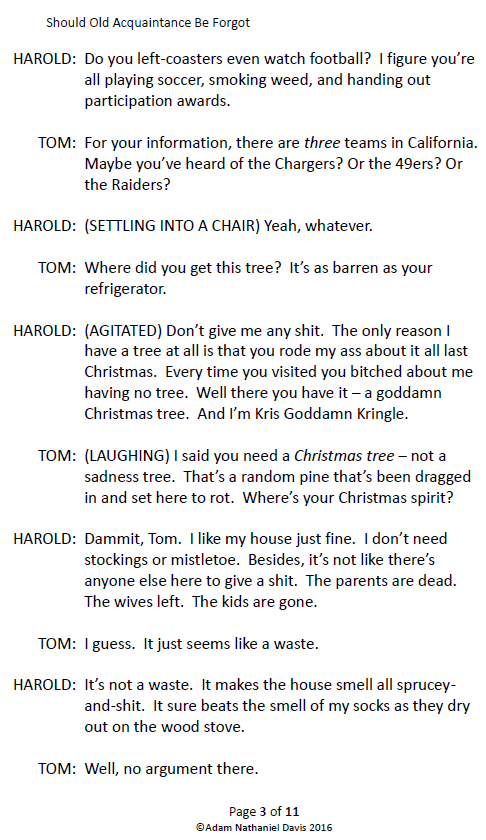 Should Old Acquaintance Be Forgot
HAROLD: Do you left-coasters even watch football? I figure you're
all playing soccer, smoking weed, and handing out
participation awards.
TOM: For your information, there are three teams in California.
Maybe you've heard of the Chargers? Or the 49ers? Or
the Raiders?
HAROLD: (SETTLING INTO A CHAIR) Yeah, whatever.
TOM: Where did you get this tree? It's as barren as your
refrigerator.
HAROLD: (AGITATED) Don't give me any shit. The only reason I
have a tree at all is that you rode my ass about it all last
Christmas. Every time you visited you bitched about me
having no tree. Well there you have it – a goddamn
Christmas tree. And I'm Kris Goddamn Kringle.
TOM: (LAUGHING) I said you need a Christmas tree – not a
sadness tree. That's a random pine that's been dragged
in and set here to rot. Where's your Christmas spirit?
HAROLD: Dammit, Tom. I like my house just fine. I don't need
stockings or mistletoe. Besides, it's not like there's
anyone else here to give a shit. The parents are dead.
The wives left. The kids are gone.
TOM: I guess. It just seems like a waste.
HAROLD: It's not a waste. It makes the house smell all sprucey-
and-shit. It sure beats the smell of my socks as they dry
out on the wood stove.
TOM: Well, no argument there.
Page 3 of 11
©Adam Nathaniel Davis 2016